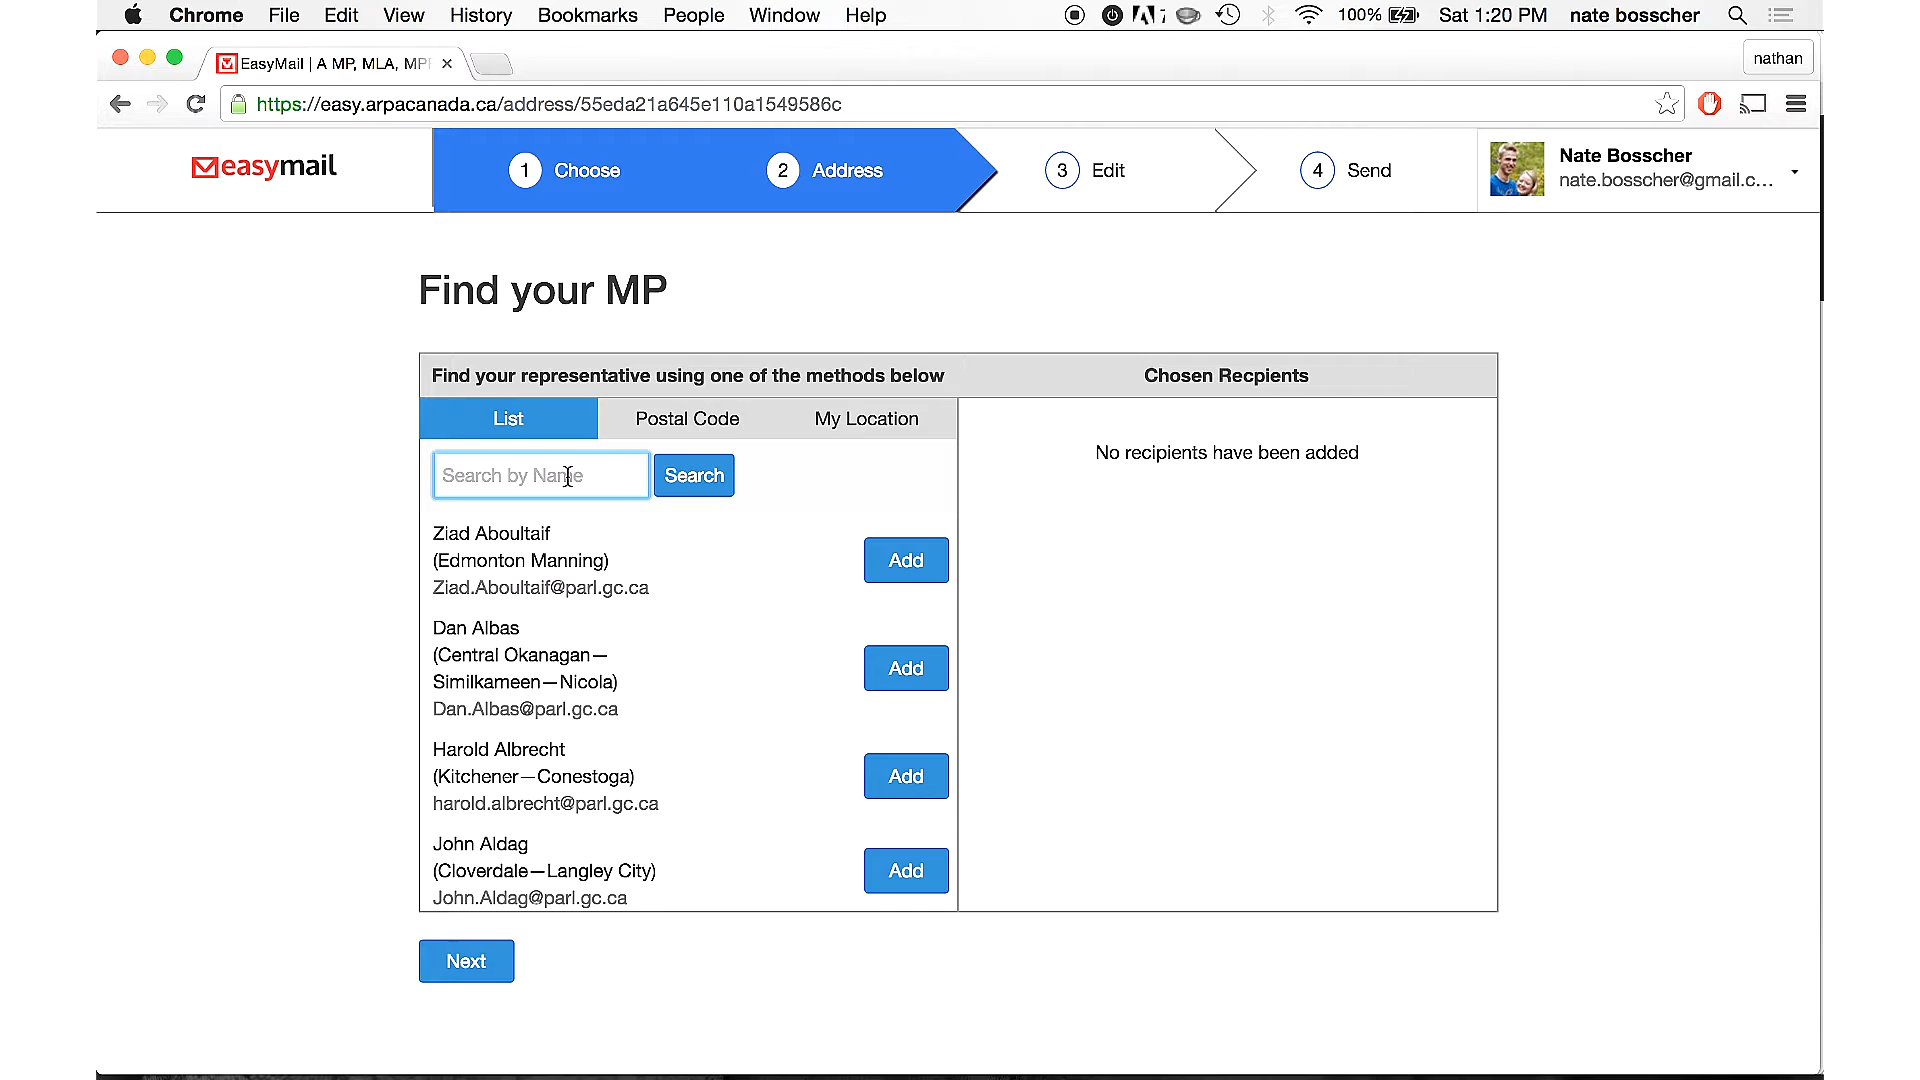 Chrome File Edit View History Bookmarks People Window Help 7 100% Sat 1:20 PM nate bosscher
EasyMail | A MP, MLA, MPI nathan
https://easy.arpacanada.ca/address/55eda21a645e110a1549586c
easymail 1 Choose 2 Address 3 Edit 4 Send Nate Bosscher
nate.bosscher@gmail.c...
Find your MP
Find your representative using one of the methods below Chosen Recpients
List Postal Code My Location
No recipients have been added
Search by Name Search
Ziad Aboultaif
(Edmonton Manning) Add
Ziad.Aboultaif@parl.gc.ca
Dan Albas
(Central Okanagan— Add
Similkameen—Nicola)
Dan.Albas@parl.gc.ca
Harold Albrecht
(Kitchener—Conestoga) Add
harold.albrecht@parl.gc.ca
John Aldag
(Cloverdale—Langley City) Add
John.Aldag@parl.gc.ca
Next